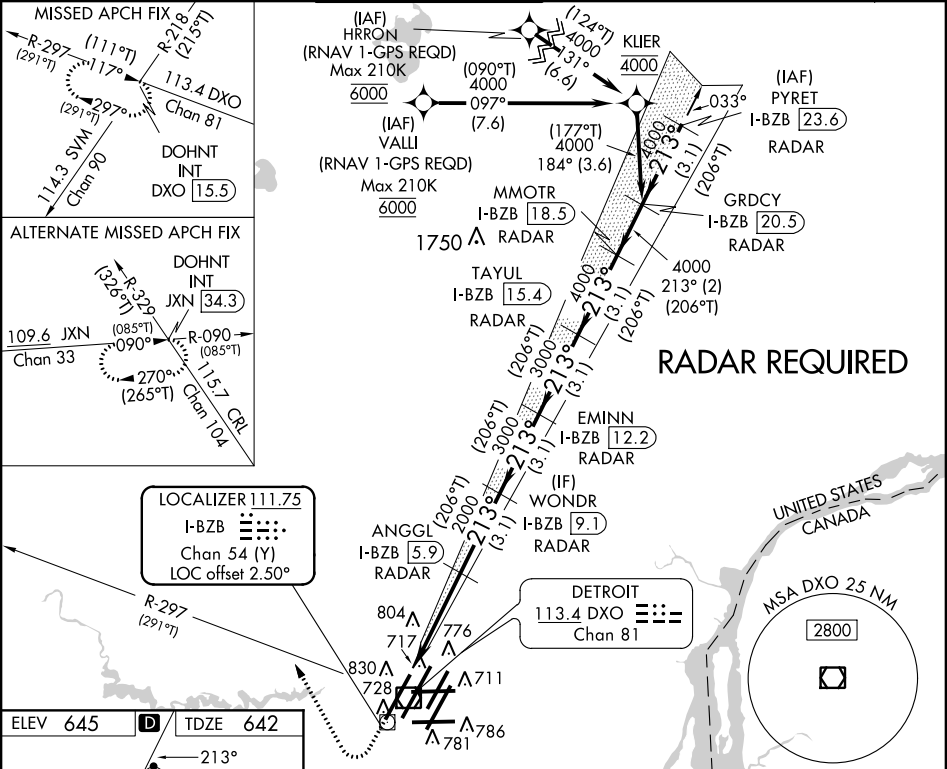 MISSED APCH FIX
R-297
(291°T)
(111°T)
117°
R-218
(215°T)
297°
(291°T)
113.4 DXO
Chan 81
114.3 SVM
Chan 90
DOHNT
INT
DXO 15.5
ALTERNATE MISSED APCH FIX
DOHNT
INT
JXN 34.3
R-329
(326°T)
109.6 JXN
Chan 33
(085°T)
090°
R-090
(085°T)
270°
(265°T)
115.7 CRL
Chan 104
(IAF)
HRRON
(RNAV 1-GPS REQD)
Max 210K
6000
(124°T)
4000
131°
(6.6)
KLIER
4000
(090°T)
4000
097°
(7.6)
(IAF)
VALLI
(RNAV 1-GPS REQD)
Max 210K
6000
(177°T)
4000
184° (3.6)
033°
(IAF)
PYRET
I-BZB 23.6
RADAR
4000
213°
(3.1)
(206°T)
GRDCY
I-BZB 20.5
RADAR
MMOTR
I-BZB 18.5
RADAR
4000
213° (2)
(206°T)
1750
TAYUL
I-BZB 15.4
RADAR
4000
213°
(3.1)
(206°T)
RADAR REQUIRED
(206°T)
3000
213°
(3.1)
EMINN
I-BZB 12.2
RADAR
(206°T)
3000
213°
(3.1)
(IF)
WONDR
I-BZB 9.1
RADAR
(206°T)
2000
213°
(3.1)
ANGGL
I-BZB 5.9
RADAR
LOCALIZER 111.75
I-BZB
Chan 54 (Y)
LOC offset 2.50°
R-297
(291°T)
DETROIT
113.4 DXO
Chan 81
UNITED STATES
CANADA
MSA DXO 25 NM
2800
804
717
776
830
728
711
786
781
ELEV 645
D
TDZE 642
213°